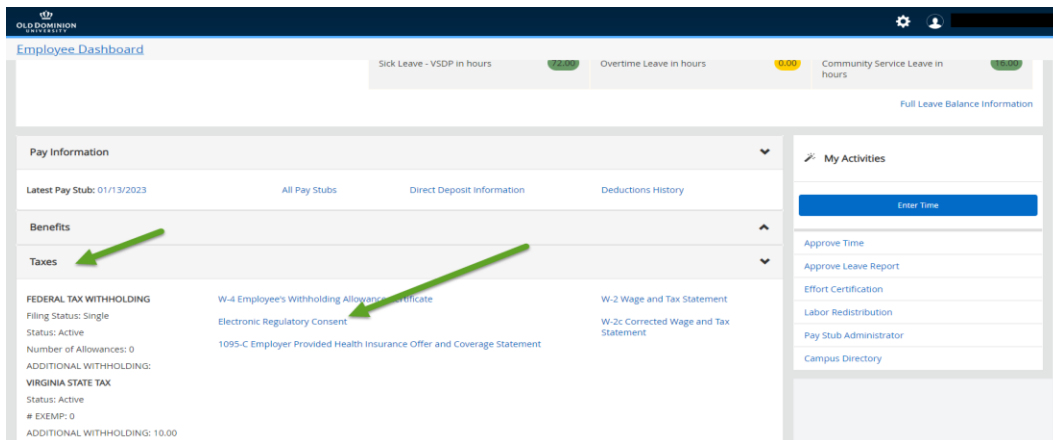 OLD DOMINION
UNIVERSITY
Employee Dashboard
Sick Leave - VSDP in hours 72.00 Overtime Leave in hours 0.00 Community Service Leave in hours 16.00
Full Leave Balance Information
Pay Information
Latest Pay Stub: 01/13/2023 All Pay Stubs Direct Deposit Information Deductions History
Benefits
Taxes
FEDERAL TAX WITHHOLDING
Filing Status: Single
Status: Active
Number of Allowances: 0
ADDITIONAL WITHHOLDING:
VIRGINIA STATE TAX
Status: Active
# EXEMP: 0
ADDITIONAL WITHHOLDING: 10.00
W-4 Employee's Withholding Allowance Certificate
Electronic Regulatory Consent
1095-C Employer Provided Health Insurance Offer and Coverage Statement
W-2 Wage and Tax Statement
W-2c Corrected Wage and Tax
Statement
My Activities
Enter Time
Approve Time
Approve Leave Report
Effort Certification
Labor Redistribution
Pay Stub Administrator
Campus Directory